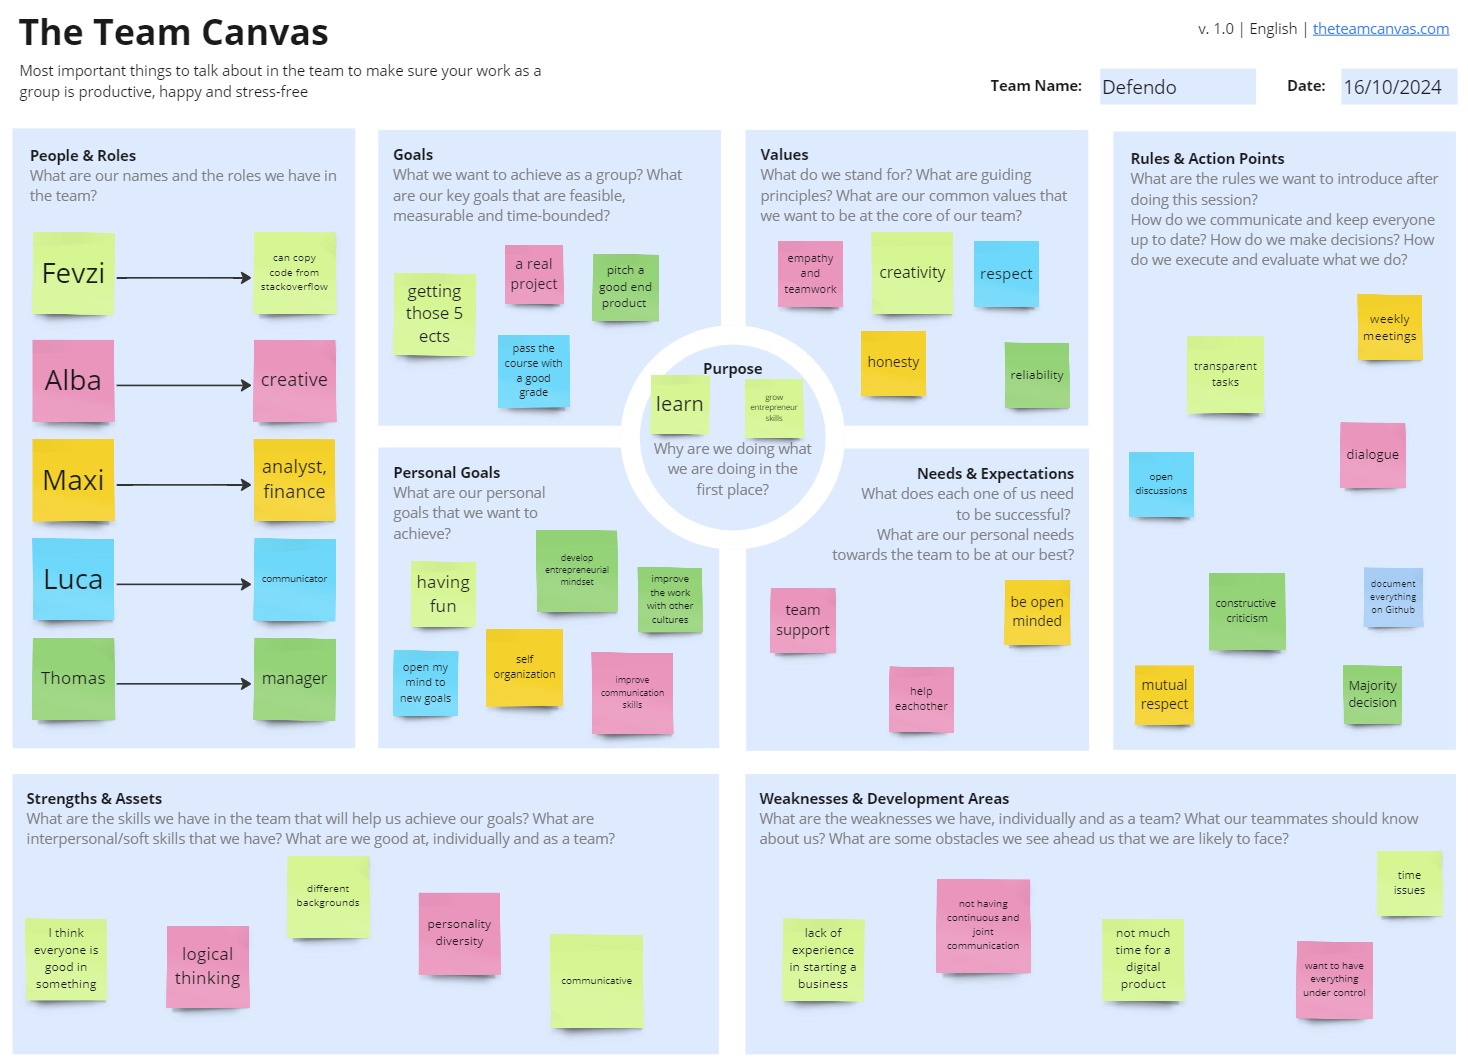 The Team Canvas
Most important things to talk about in the team to make sure your work as a
group is productive, happy and stress-free
v. 1.0 | English | theteamcanvas.com
Team Name:
Defendo
Date:
16/10/2024
People & Roles
What are our names and the roles we have in
the team?
Fevzi
can copy
code from
stackoverflow
Alba
creative
Maxi
analyst,
finance
Luca
communicator
Thomas
manager
Goals
What we want to achieve as a group? What
are our key goals that are feasible,
measurable and time-bounded?
getting
those 5
ects
a real
project
pitch a
good end
product
pass the
course with
a good
grade
Values
What do we stand for? What are guiding
principles? What are our common values that
we want to be at the core of our team?
empathy
and
teamwork
creativity
respect
honesty
reliability
Purpose
learn
grow
entrepreneur
skills
Why are we doing what
we are doing in the
first place?
Personal Goals
What are our personal
goals that we want to
achieve?
having
fun
develop
entrepreneurial
mindset
improve
the work
with other
cultures
open my
mind to
new goals
self
organization
improve
communication
skills
Needs & Expectations
What does each one of us need
to be successful?
What are our personal needs
towards the team to be at our best?
team
support
be open
minded
help
eachother
Rules & Action Points
What are the rules we want to introduce after
doing this session?
How do we communicate and keep everyone
up to date? How do we make decisions? How
do we execute and evaluate what we do?
weekly
meetings
transparent
tasks
dialogue
open
discussions
constructive
criticism
document
everything
on Github
mutual
respect
Majority
decision
Strengths & Assets
What are the skills we have in the team that will help us achieve our goals? What are
interpersonal/soft skills that we have? What are we good at, individually and as a team?
I think
everyone is
good in
something
logical
thinking
different
backgrounds
personality
diversity
communicative
Weaknesses & Development Areas
What are the weaknesses we have, individually and as a team? What our teammates should know
about us? What are some obstacles we see ahead us that we are likely to face?
lack of
experience
in starting a
business
not having
continuous and
joint
communication
not much
time for a
digital
product
want to have
everything
under control
time
issues